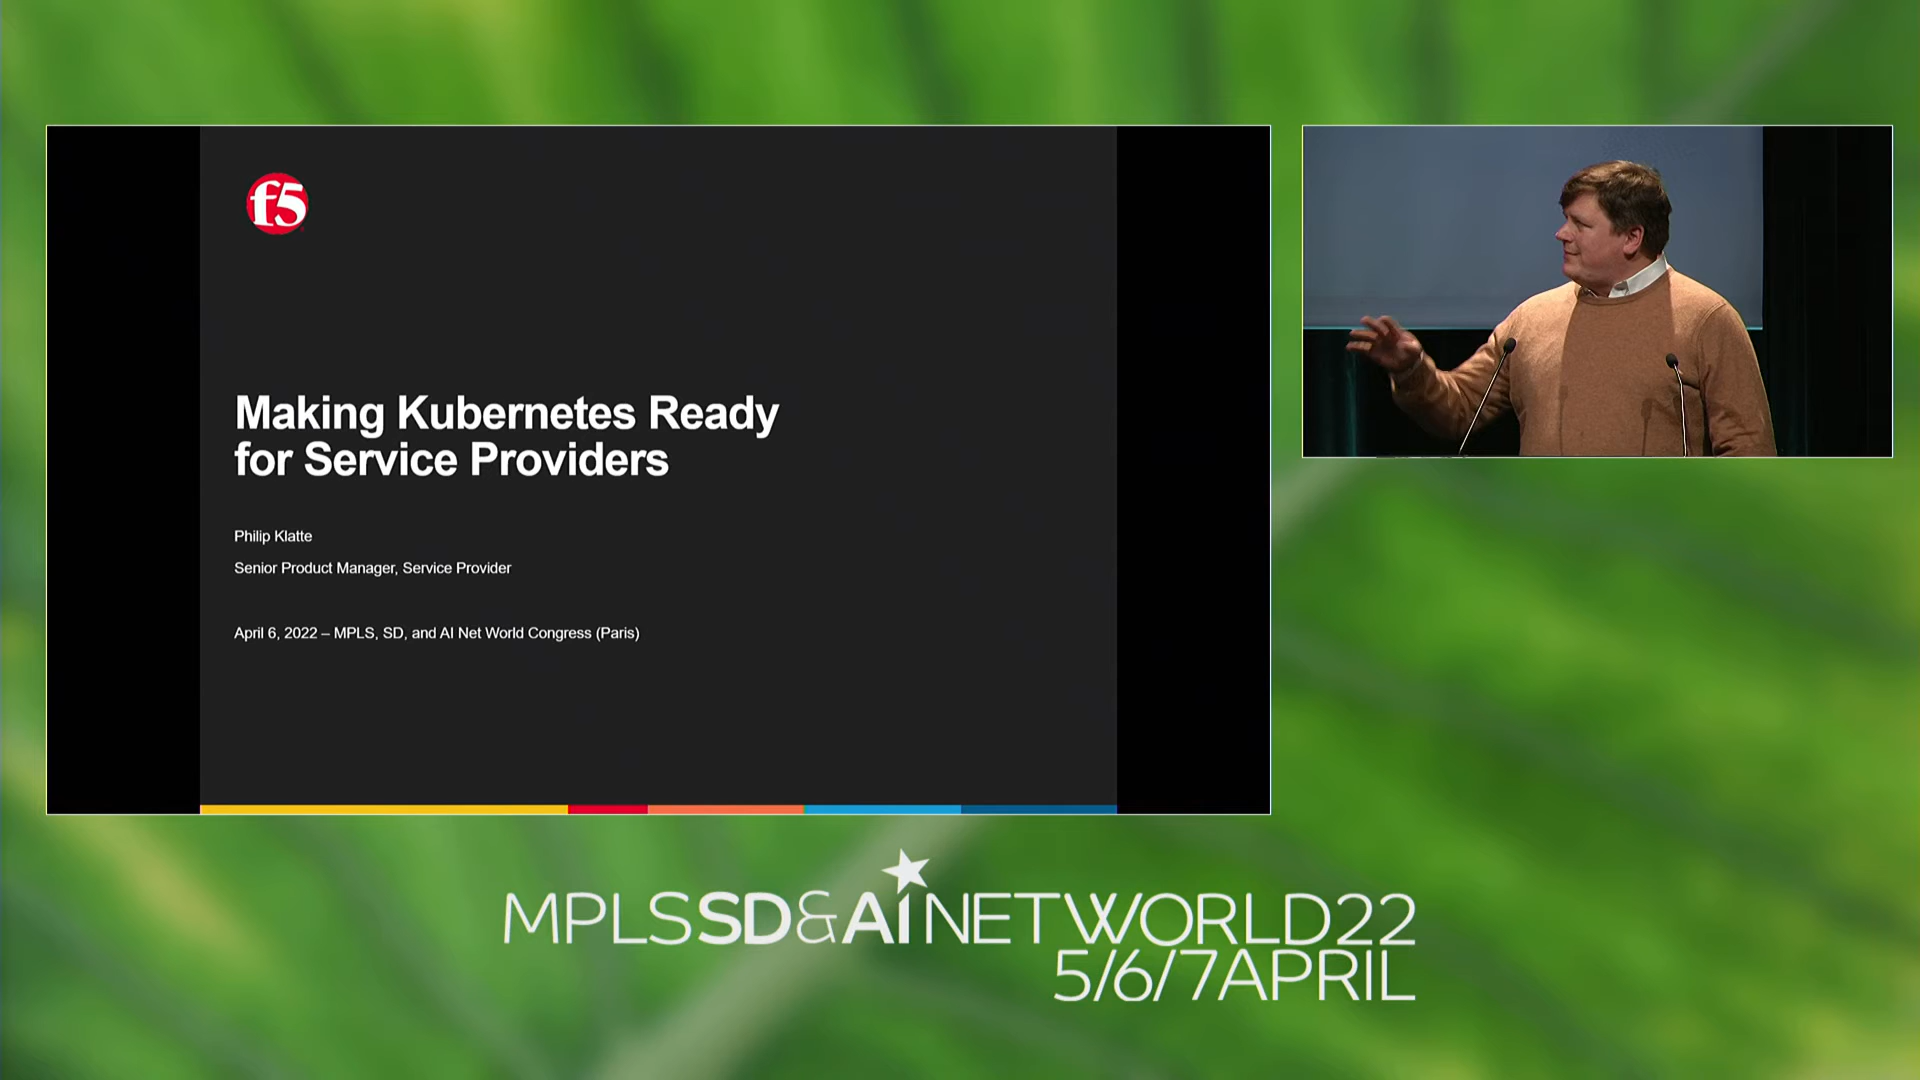 f5
Making Kubernetes Ready
for Service Providers
Philip Klatte
Senior Product Manager, Service Provider
April 6, 2022 – MPLS, SD, and AI Net World Congress (Paris)
MPLSSD&AINETWORLD22
5/6/7APRIL